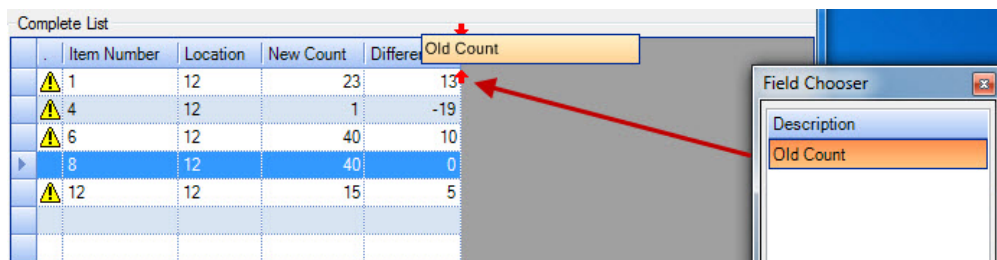 Complete List
. Item Number Location New Count Differe
Old Count
1 12 23 13
4 12 1 -19
6 12 40 10
8 12 40 0
12 12 15 5
Field Chooser
Description
Old Count